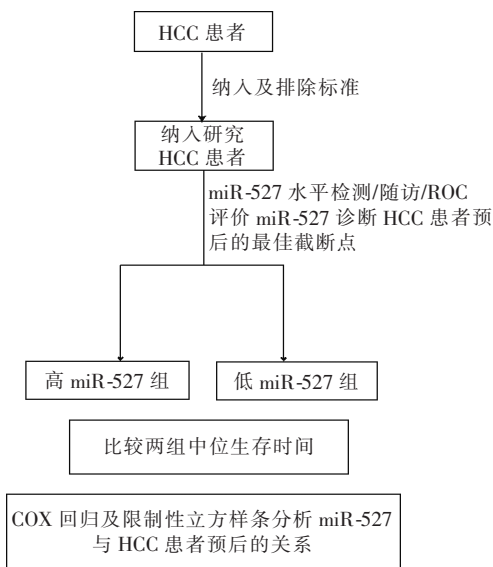 HCC 患者
纳入及排除标准
纳入研究
HCC 患者
miR-527 水平检测/随访/ROC
评价 miR-527 诊断 HCC 患者预
后的最佳截断点
高 miR-527 组
低 miR-527 组
比较两组中位生存时间
COX 回归及限制性立方样条分析 miR-527
与 HCC 患者预后的关系